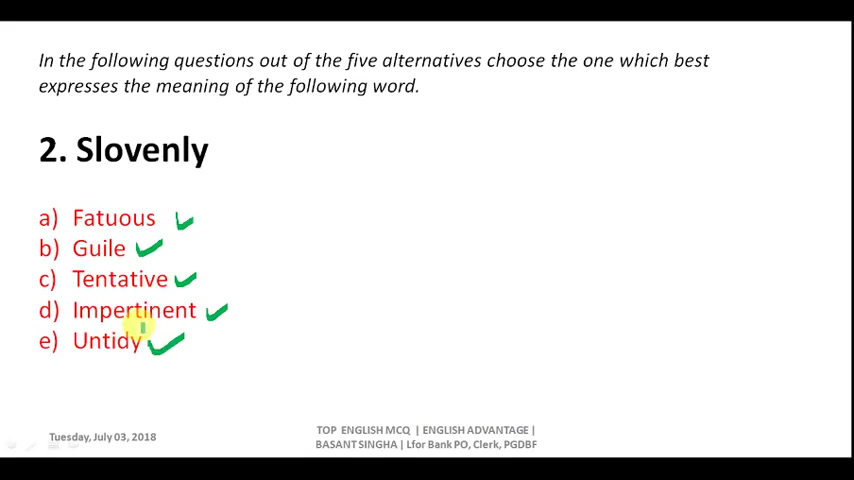 In the following questions out of the five alternatives choose the one which best
expresses the meaning of the following word.
2. Slovenly
a) Fatuous
b) Guile
c) Tentative
d) Impertinent
e) Untidy
Tuesday, July 03, 2018
TOP ENGLISH MCQ | ENGLISH ADVANTAGE |
BASANT SINGHA | Lfor Bank PO, Clerk, PGDBF